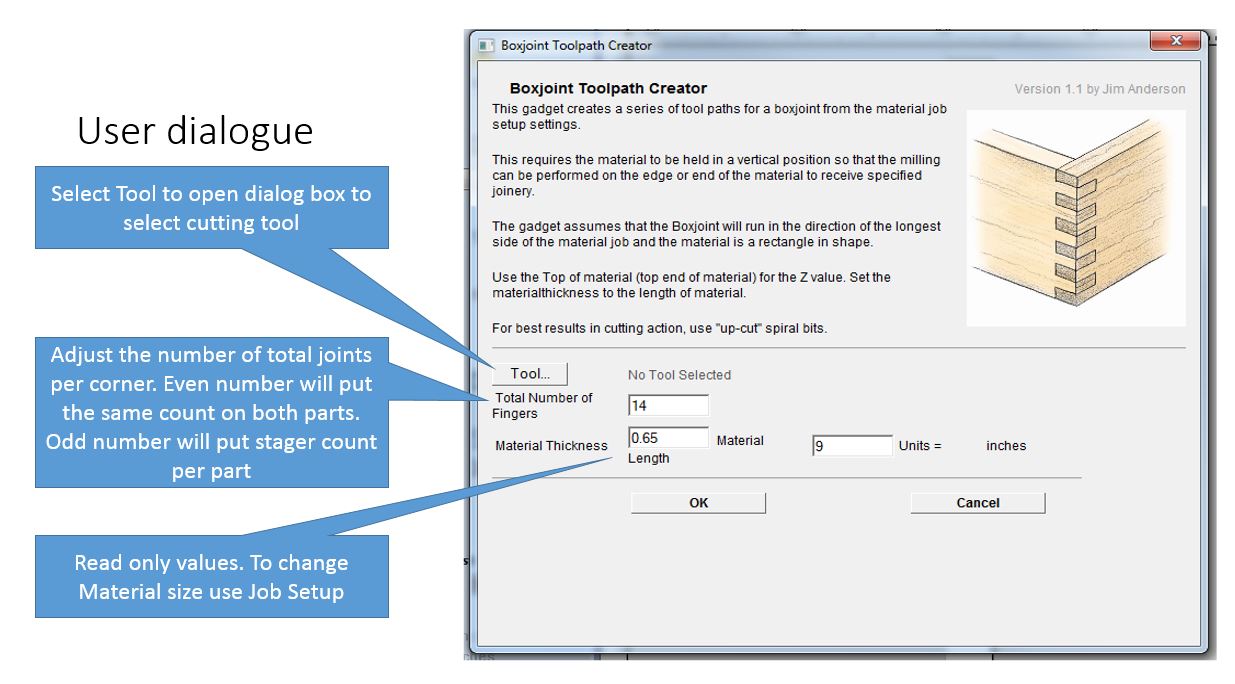 User dialogue
Select Tool to open dialog box to
select cutting tool
Adjust the number of total joints
per corner. Even number will put
the same count on both parts.
Odd number will put stager count
per part
Read only values. To change
Material size use Job Setup
Boxjoint Toolpath Creator
Boxjoint Toolpath Creator
Version 1.1 by Jim Anderson
This gadget creates a series of tool paths for a boxjoint from the material job
setup settings.
This requires the material to be held in a vertical position so that the milling
can be performed on the edge or end of the material to receive specified
joinery.
The gadget assumes that the Boxjoint will run in the direction of the longest
side of the material job and the material is a rectangle in shape.
Use the Top of material (top end of material) for the Z value. Set the
materialthickness to the length of material.
For best results in cutting action, use "up-cut" spiral bits.
Tool... No Tool Selected
Total Number of
Fingers 14
Material Thickness 0.65 Material
Length 9 Units = inches
OK Cancel